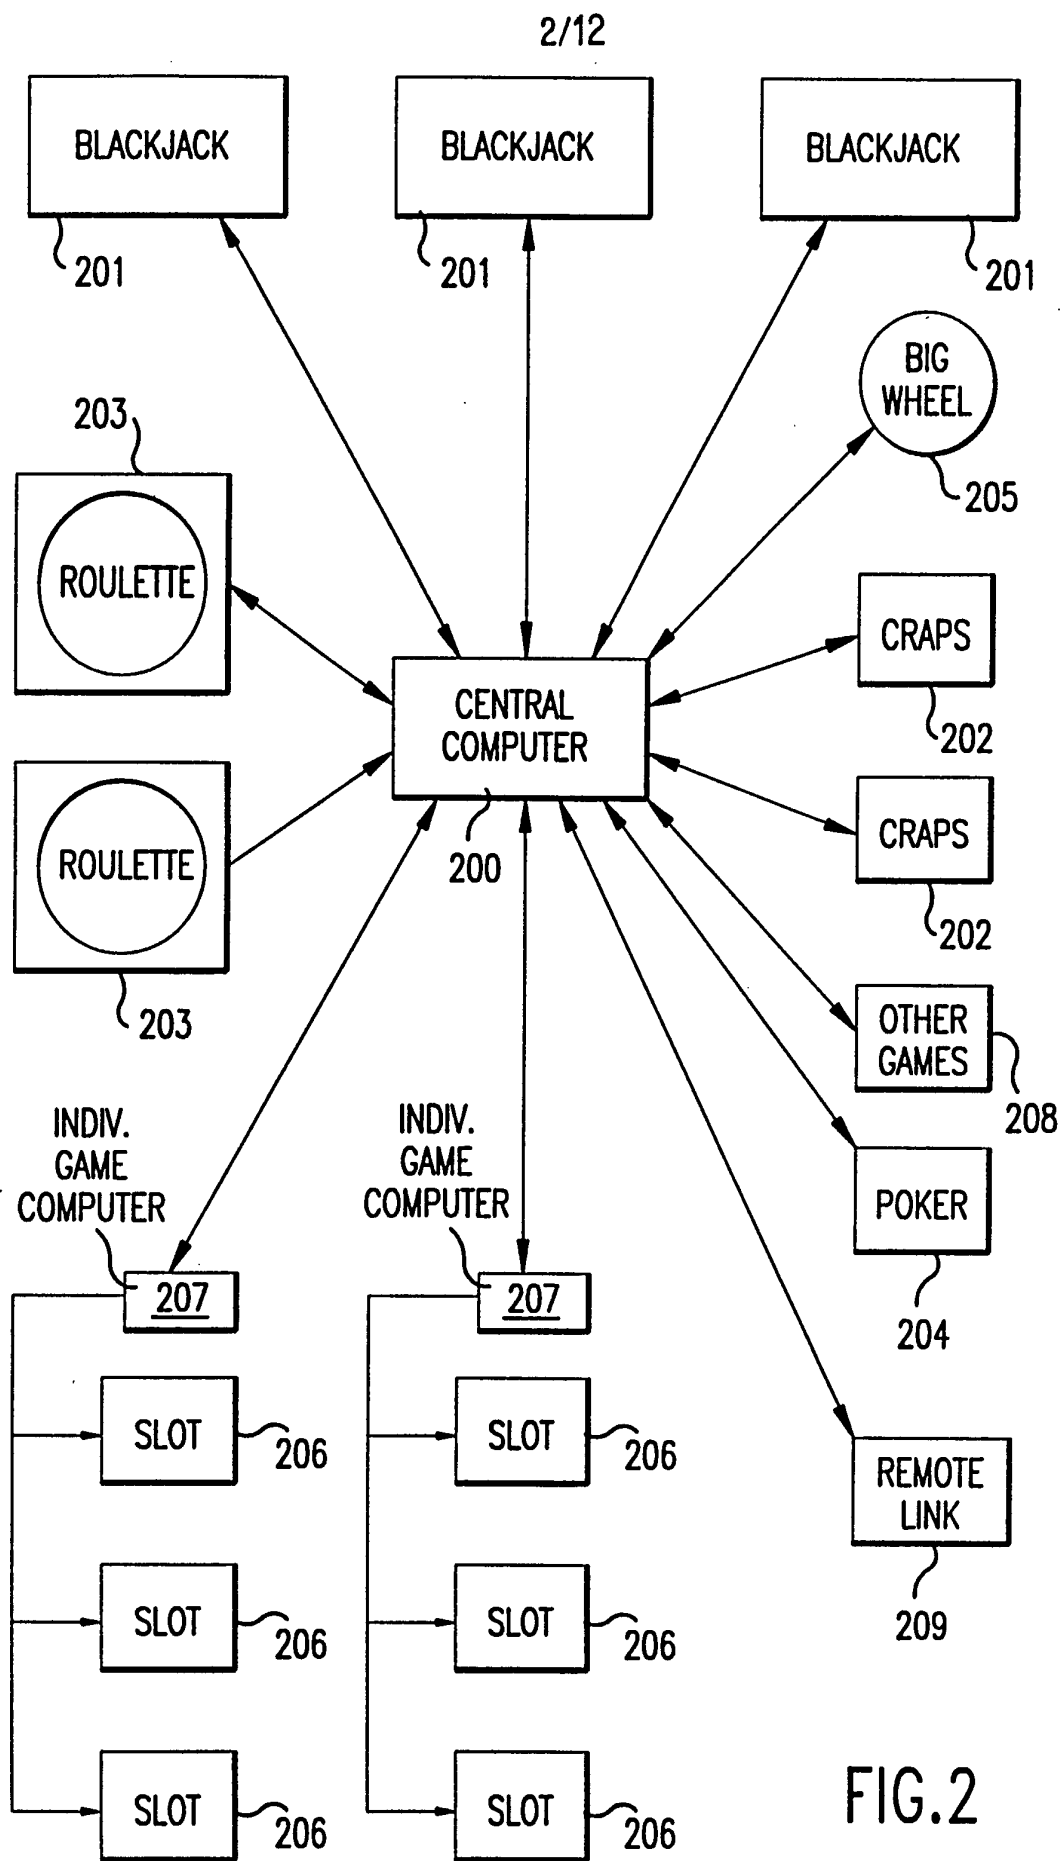 2/12
BLACKJACK
BLACKJACK
BLACKJACK
201
201
201
BIG
WHEEL
205
203
ROULETTE
CRAPS
202
CENTRAL
COMPUTER
200
ROULETTE
203
CRAPS
202
OTHER
GAMES
208
INDIV.
GAME
COMPUTER
207
INDIV.
GAME
COMPUTER
207
POKER
204
SLOT
206
SLOT
206
REMOTE
LINK
209
SLOT
206
SLOT
206
SLOT
206
SLOT
206
FIG.2